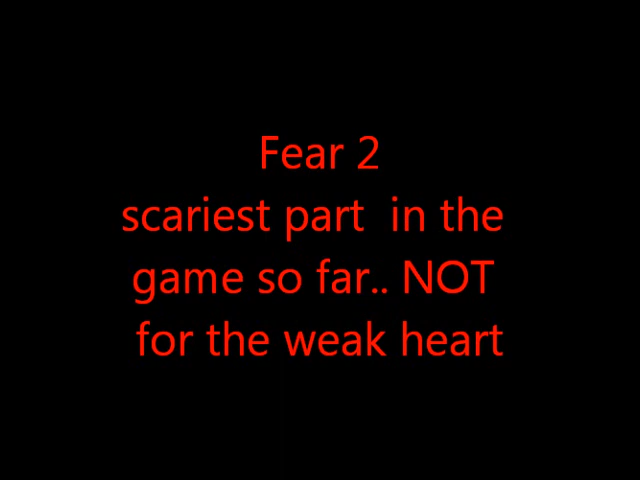 Fear 2
scariest part  in the
game so far.. NOT
for the weak heart